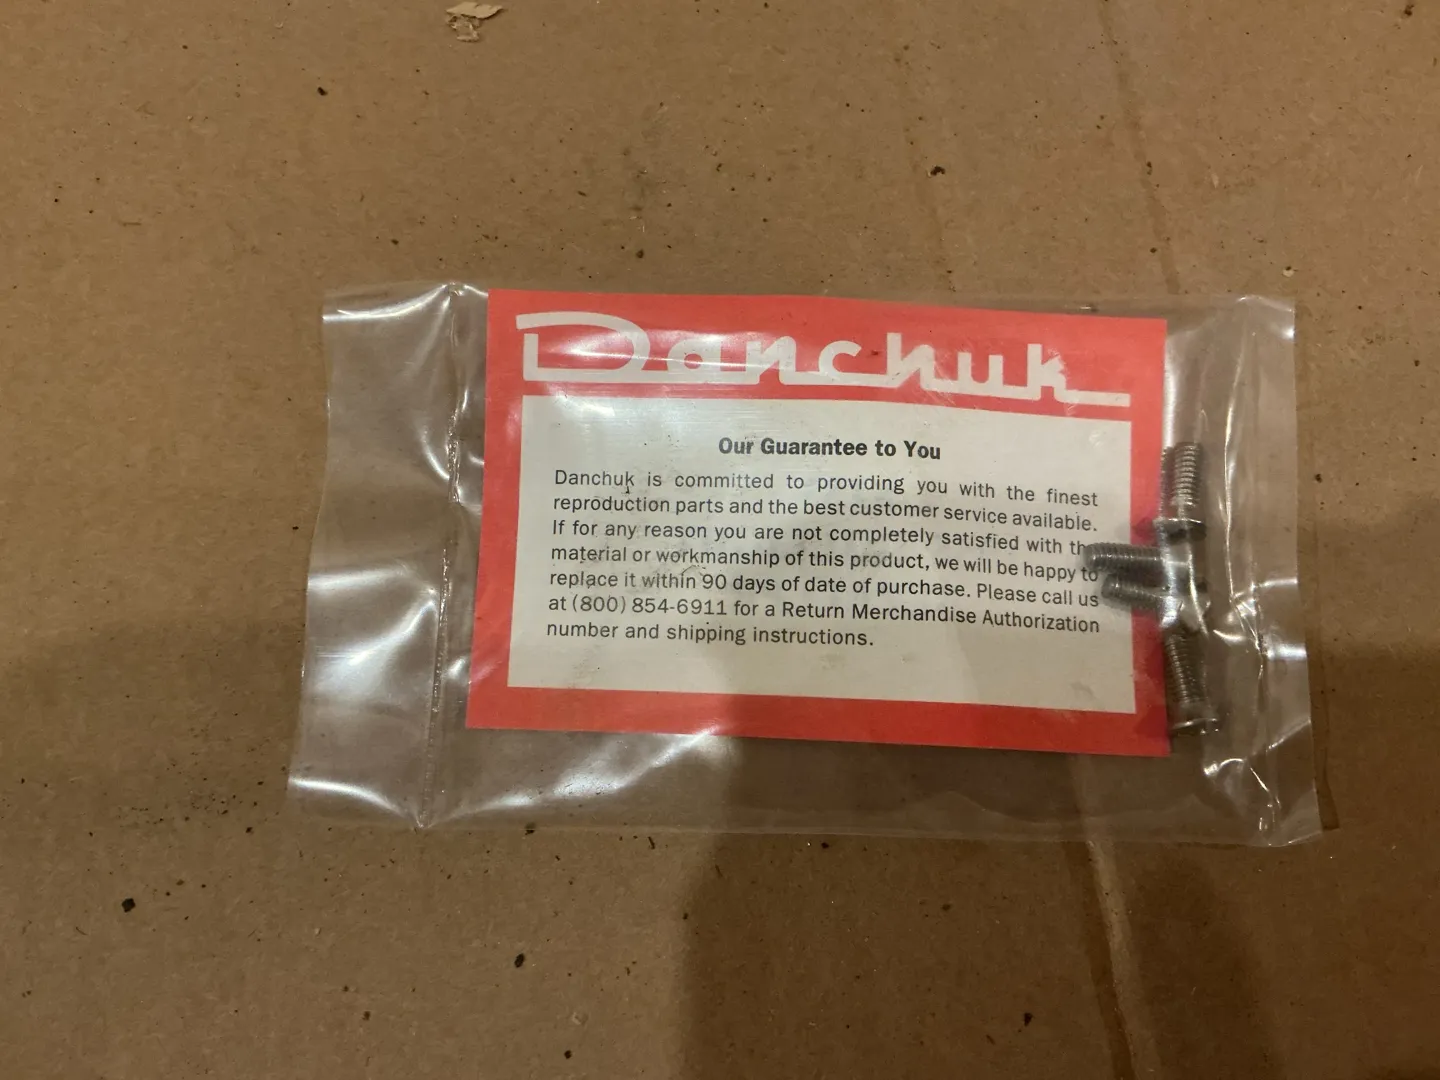 Danchuk
Our Guarantee to You
Danchuk is committed to providing you with the finest
reproduction parts and the best customer service available.
If for any reason you are not completely satisfied with the
material or workmanship of this product, we will be happy to
replace it within 90 days of date of purchase. Please call us
at (800) 854-6911 for a Return Merchandise Authorization
number and shipping instructions.